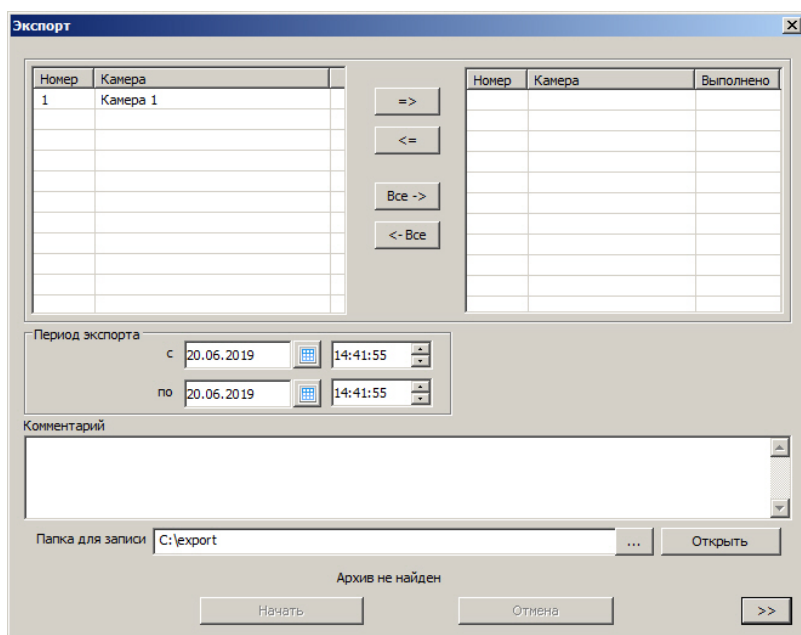 Экспорт
Номер Камера
1 Камера 1
=>
<=
Все ->
<- Все
Номер Камера Выполнено
Период экспорта
с 20.06.2019 14:41:55
по 20.06.2019 14:41:55
Комментарий
Папка для записи C:\export ... Открыть
Архив не найден
Начать Отмена >>